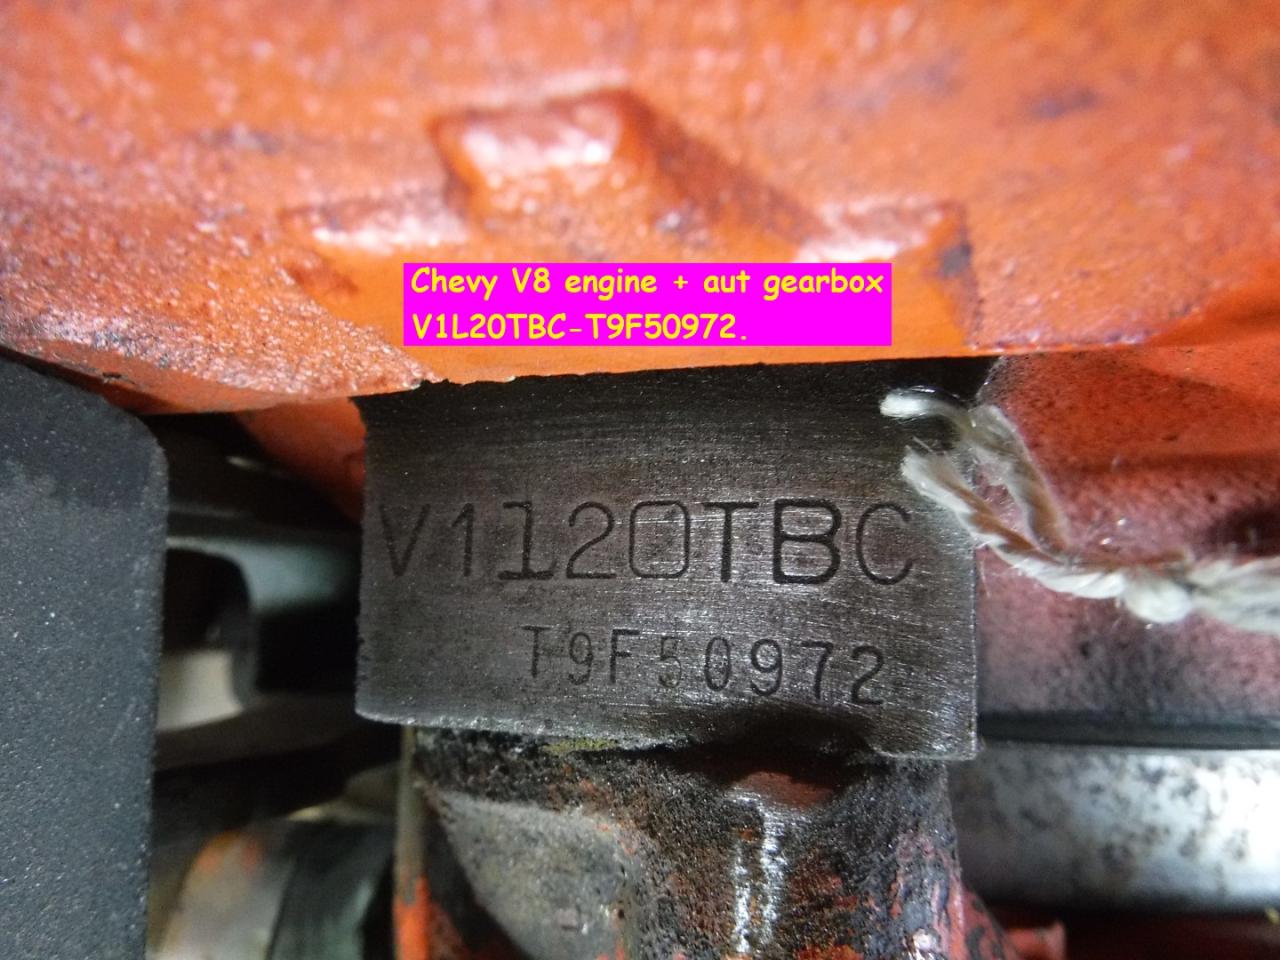 Chevy V8 engine + aut gearbox
V1L20TBC-T9F50972.
V1120TBC
T9F50972